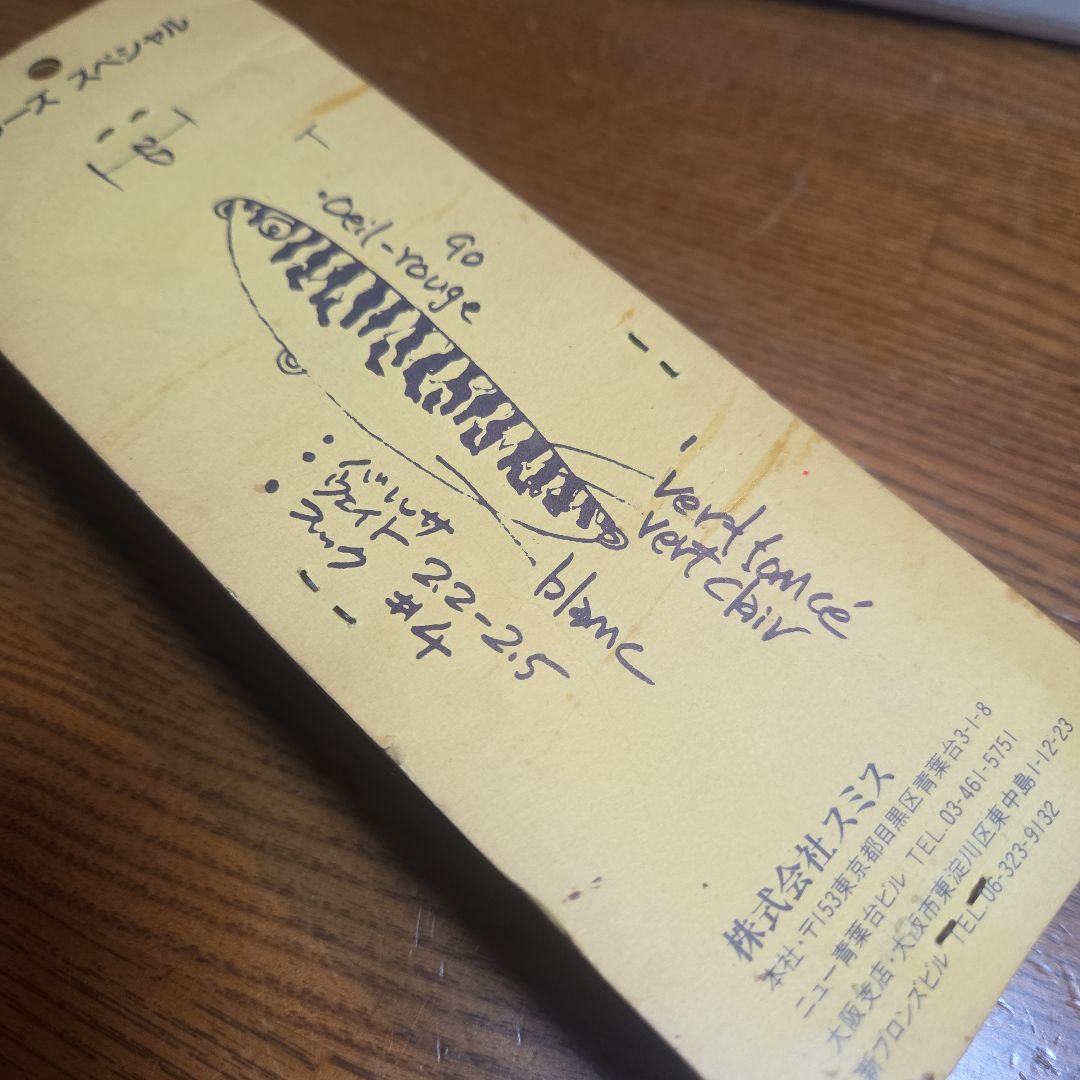 ーズ スペシャル
20
90
・oeil-rouge
vert foncé
vert clair
blanc
・バルサ
・ウェイト 2.2-2.5
・フック #4
株式会社スミス
本社・〒153東京都目黒区青葉台3-1-8
ニュー青葉台ビル TEL.03-461-5751
大阪支店・大阪市東淀川区東中島1-12-23
新ブロンズビル TEL.06-323-9132